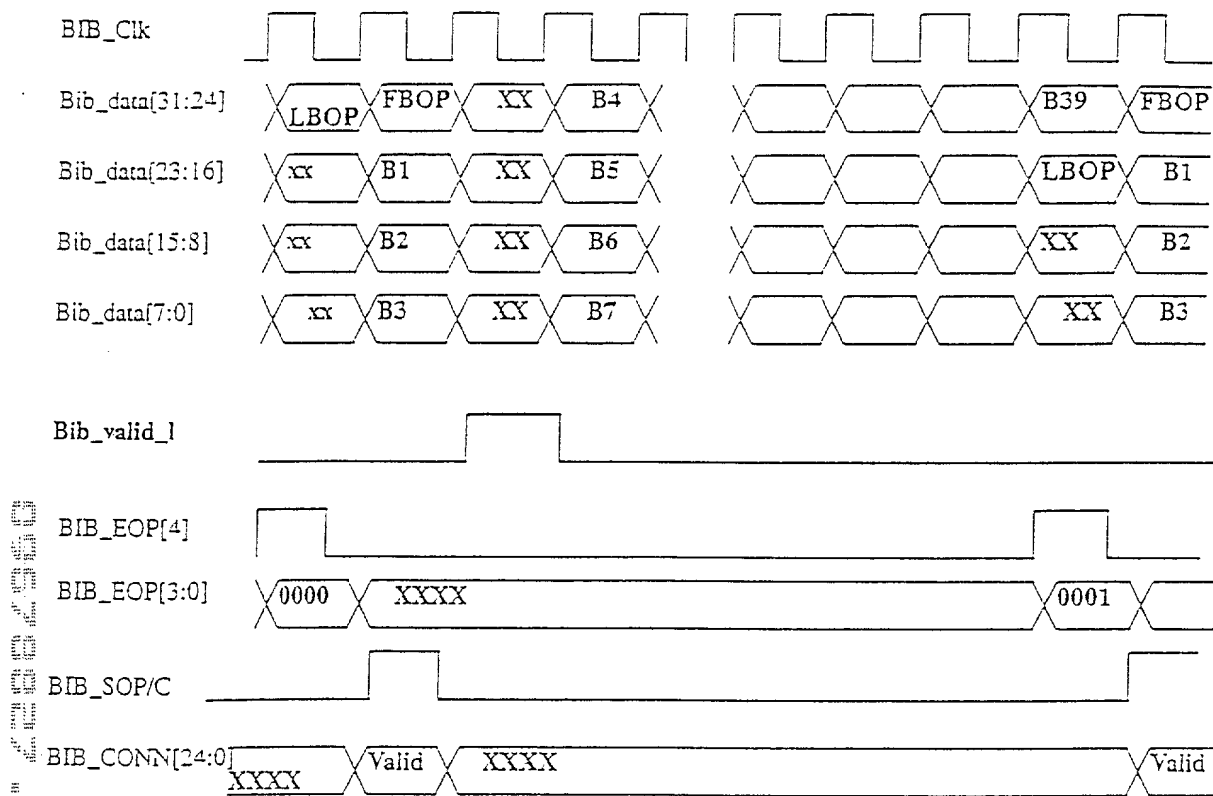 BIB_Clk
Bib_data[31:24] LBOP FBOP XX B4 B39 FBOP
Bib_data[23:16] xx B1 XX B5 LBOP B1
Bib_data[15:8] xx B2 XX B6 XX B2
Bib_data[7:0] xx B3 XX B7 XX B3
Bib_valid_l
BIB_EOP[4]
BIB_EOP[3:0] 0000 XXXX 0001
BIB_SOP/C
BIB_CONN[24:0] XXXX Valid XXXX Valid